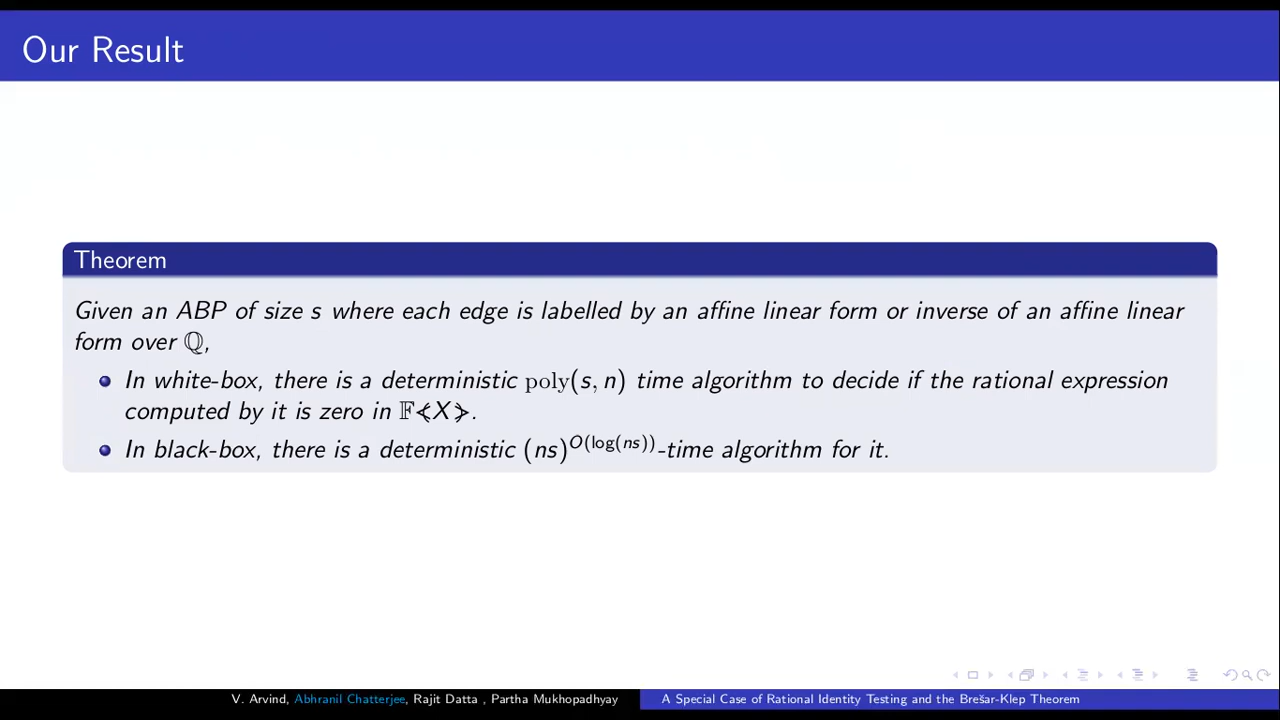 Our Result
Theorem
Given an ABP of size s where each edge is labelled by an affine linear form or inverse of an affine linear
form over ℚ,
In white-box, there is a deterministic poly(s, n) time algorithm to decide if the rational expression
computed by it is zero in 𝔽⦓X⦔.
In black-box, there is a deterministic (ns)^{O(log(ns))}-time algorithm for it.
V. Arvind, Abhranil Chatterjee, Rajit Datta , Partha Mukhopadhyay
A Special Case of Rational Identity Testing and the Brešar-Klep Theorem